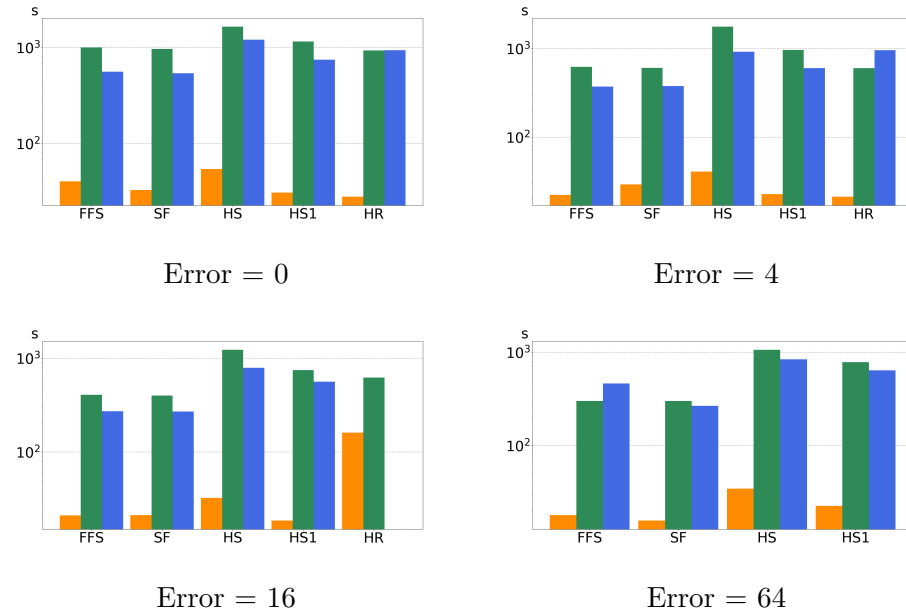 s
10³
10²
FFS SF HS HS1 HR
Error = 0
s
10³
10²
FFS SF HS HS1 HR
Error = 4
s
10³
10²
FFS SF HS HS1 HR
Error = 16
s
10³
10²
FFS SF HS HS1
Error = 64